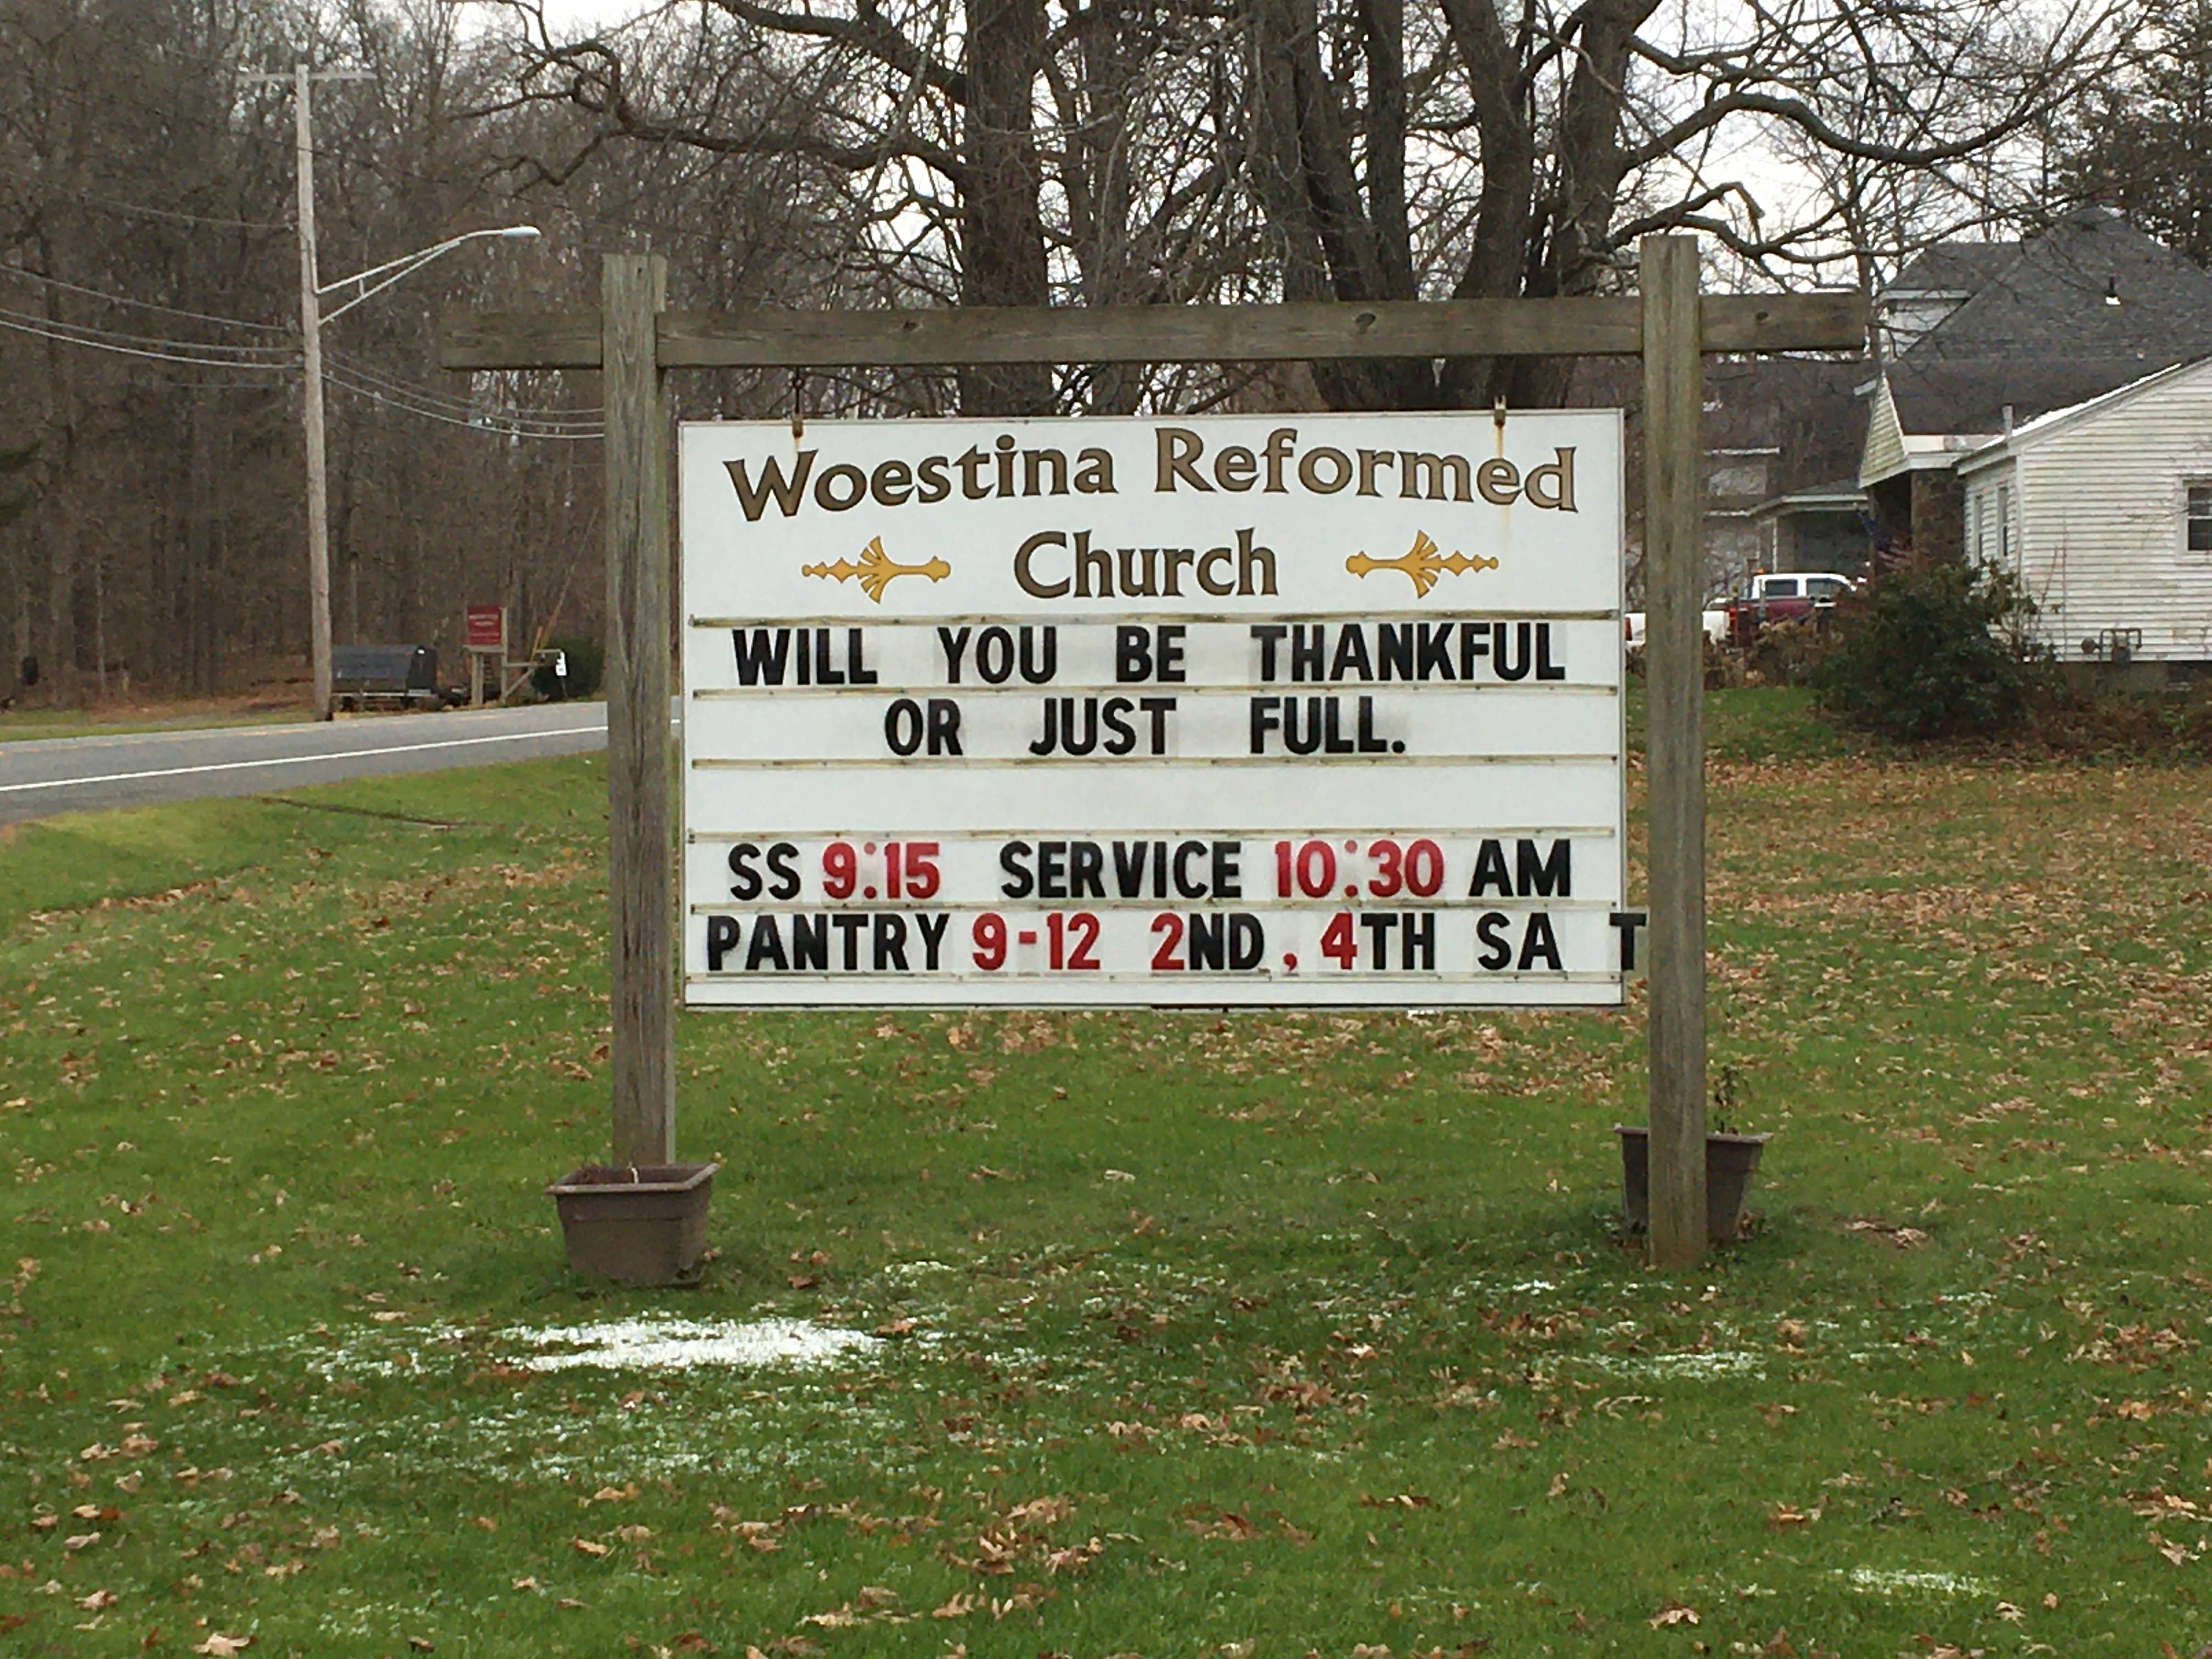 Woestina Reformed
Church
WILL YOU BE THANKFUL
OR JUST FULL.
SS 9:15 SERVICE 10:30 AM
PANTRY 9-12 2ND, 4TH SA T